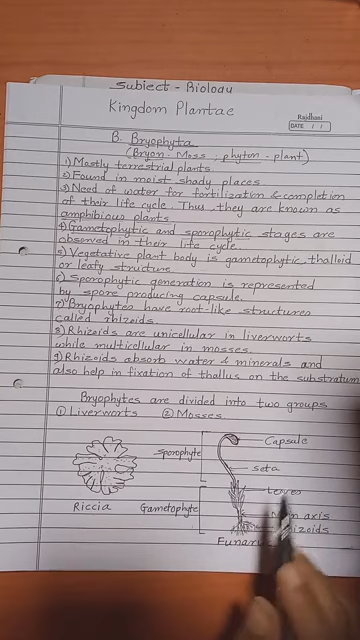 Subject - Biology
Kingdom Plantae
Rajdhani
DATE / /
B. Bryophyta
(Bryon - Moss , phyton - plant)
1) Mostly terrestrial plants
2) Found in moist shady places
3) Need of water for fortilization & completion
of their life cycle. Thus, they are known as
amphibious plants
4) Gametophytic and sporophytic stages are
observed in their life cycle.
5) Vegetative plant body is gametophytic, thalloid
or leafy structure.
6) Sporophytic generation is represented
by spore producing capsule.
7) Bryophytes have root-like structures
called rhizoids.
8) Rhizoids are unicellular in liverworts
while multicellular in mosses.
9) Rhizoids absorb water & minerals and
also help in fixation of thallus on the substratum
Bryophytes are divided into two groups
① Liverworts ② Mosses
Sporophyte
Capsule
seta
Gametophyte
axis
Riccia